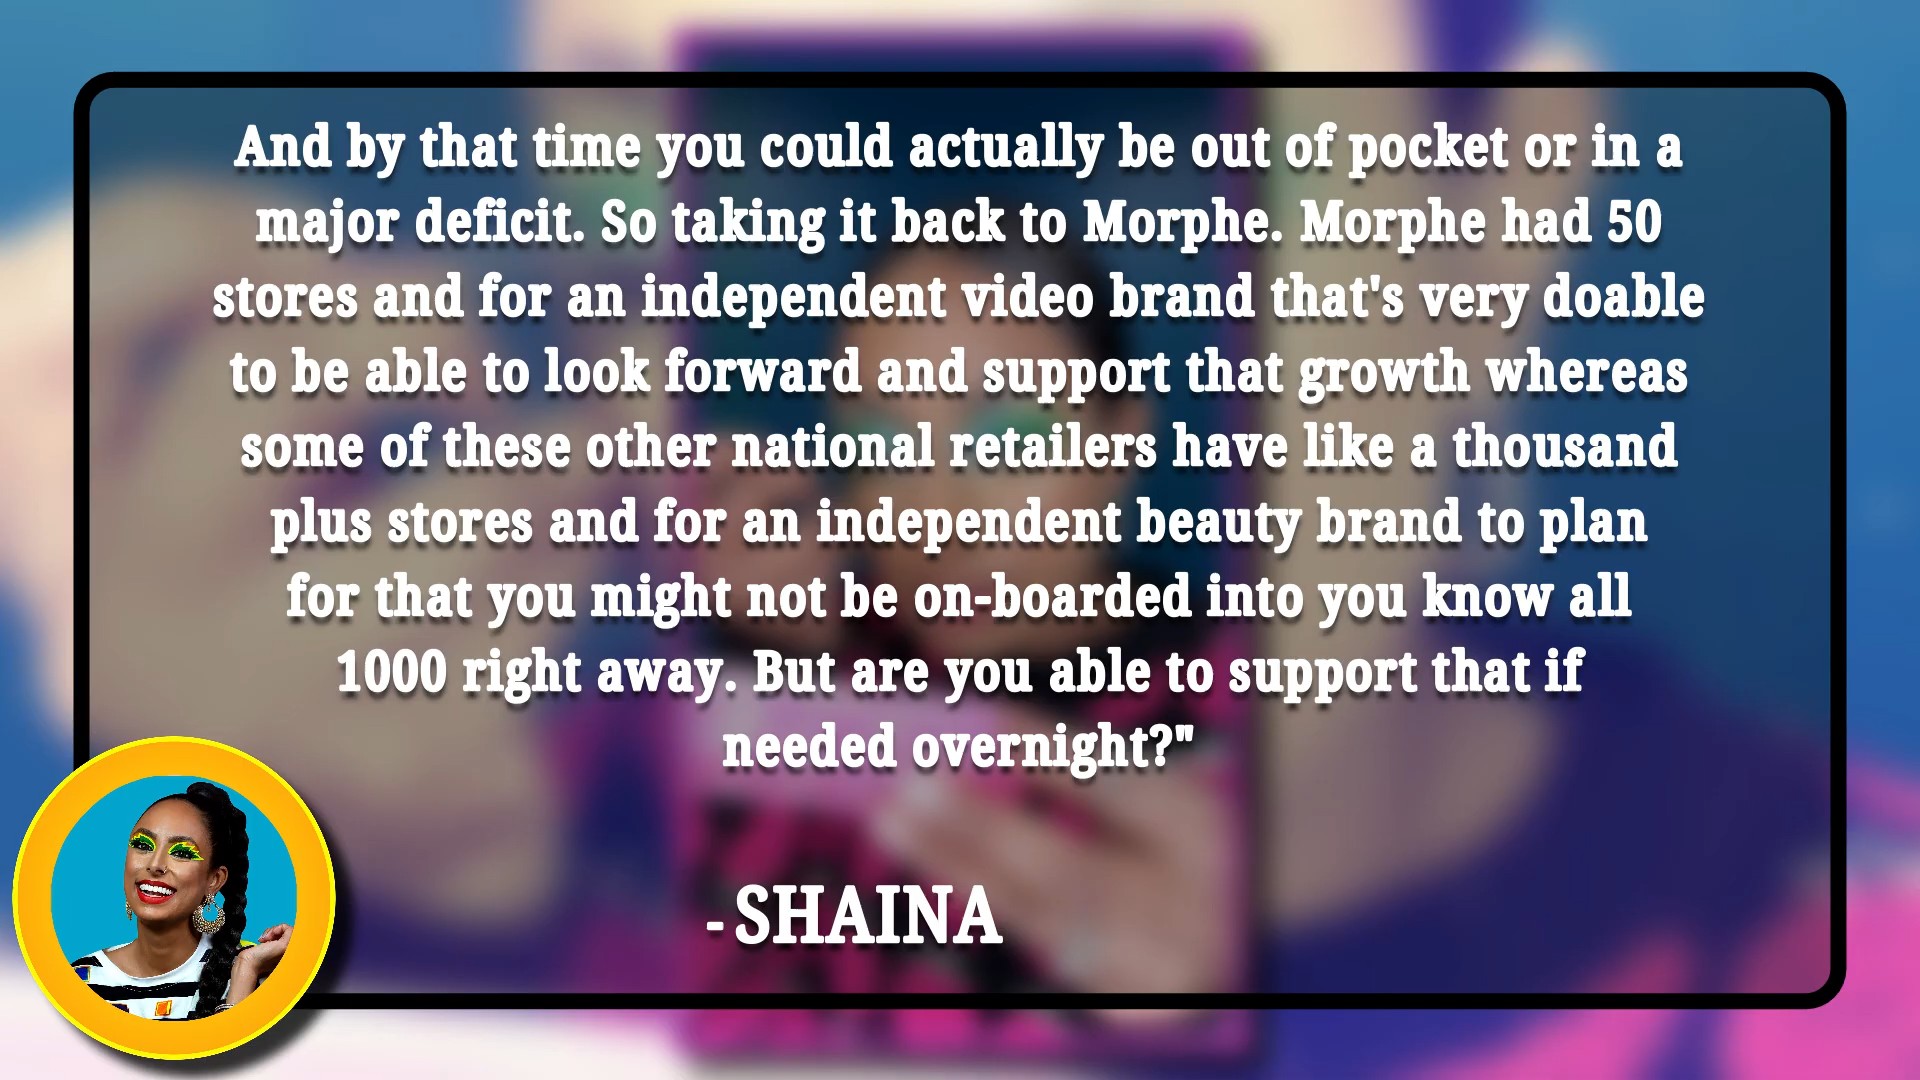 And by that time you could actually be out of pocket or in a
major deficit. So taking it back to Morphe. Morphe had 50
stores and for an independent video brand that's very doable
to be able to look forward and support that growth whereas
some of these other national retailers have like a thousand
plus stores and for an independent beauty brand to plan
for that you might not be on-boarded into you know all
1000 right away. But are you able to support that if
needed overnight?"
- SHAINA